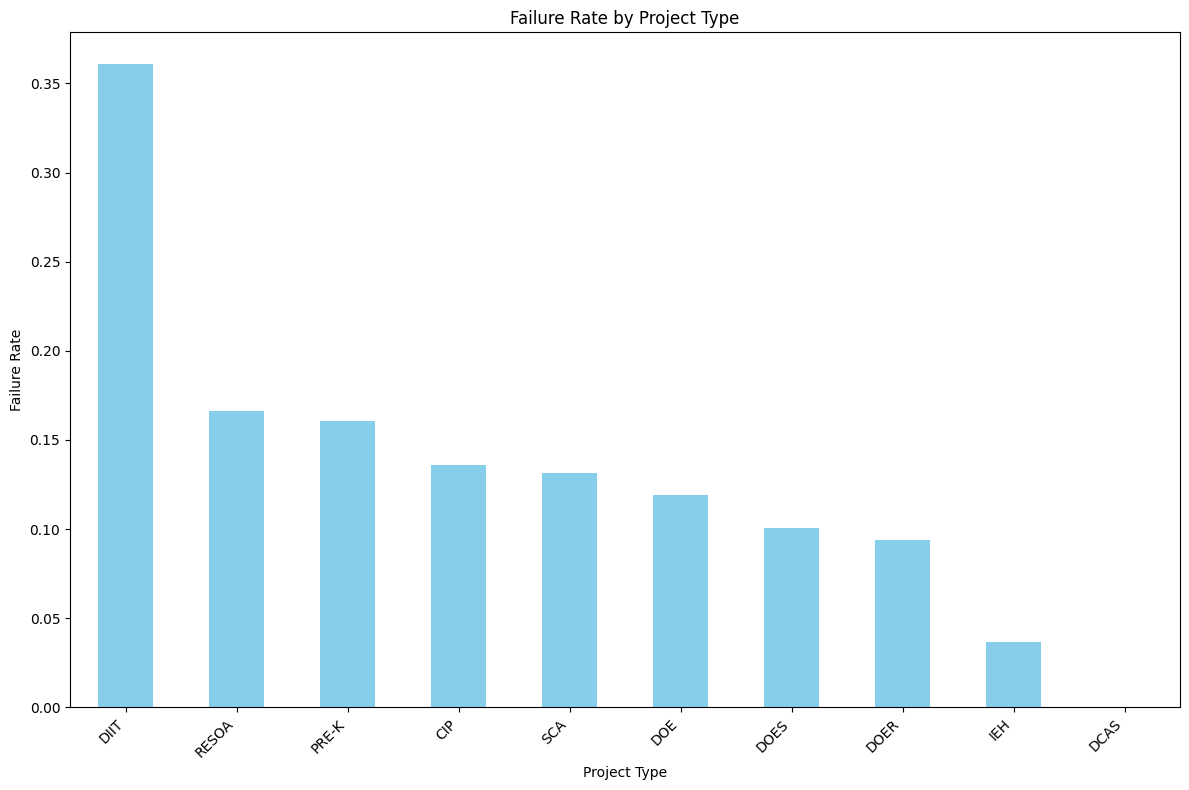 Failure Rate by Project Type
Failure Rate
0.35
0.30
0.25
0.20
0.15
0.10
0.05
0.00
DIIT
RESOA
PRE-K
CIP
SCA
DOE
DOES
DOER
IEH
DCAS
Project Type